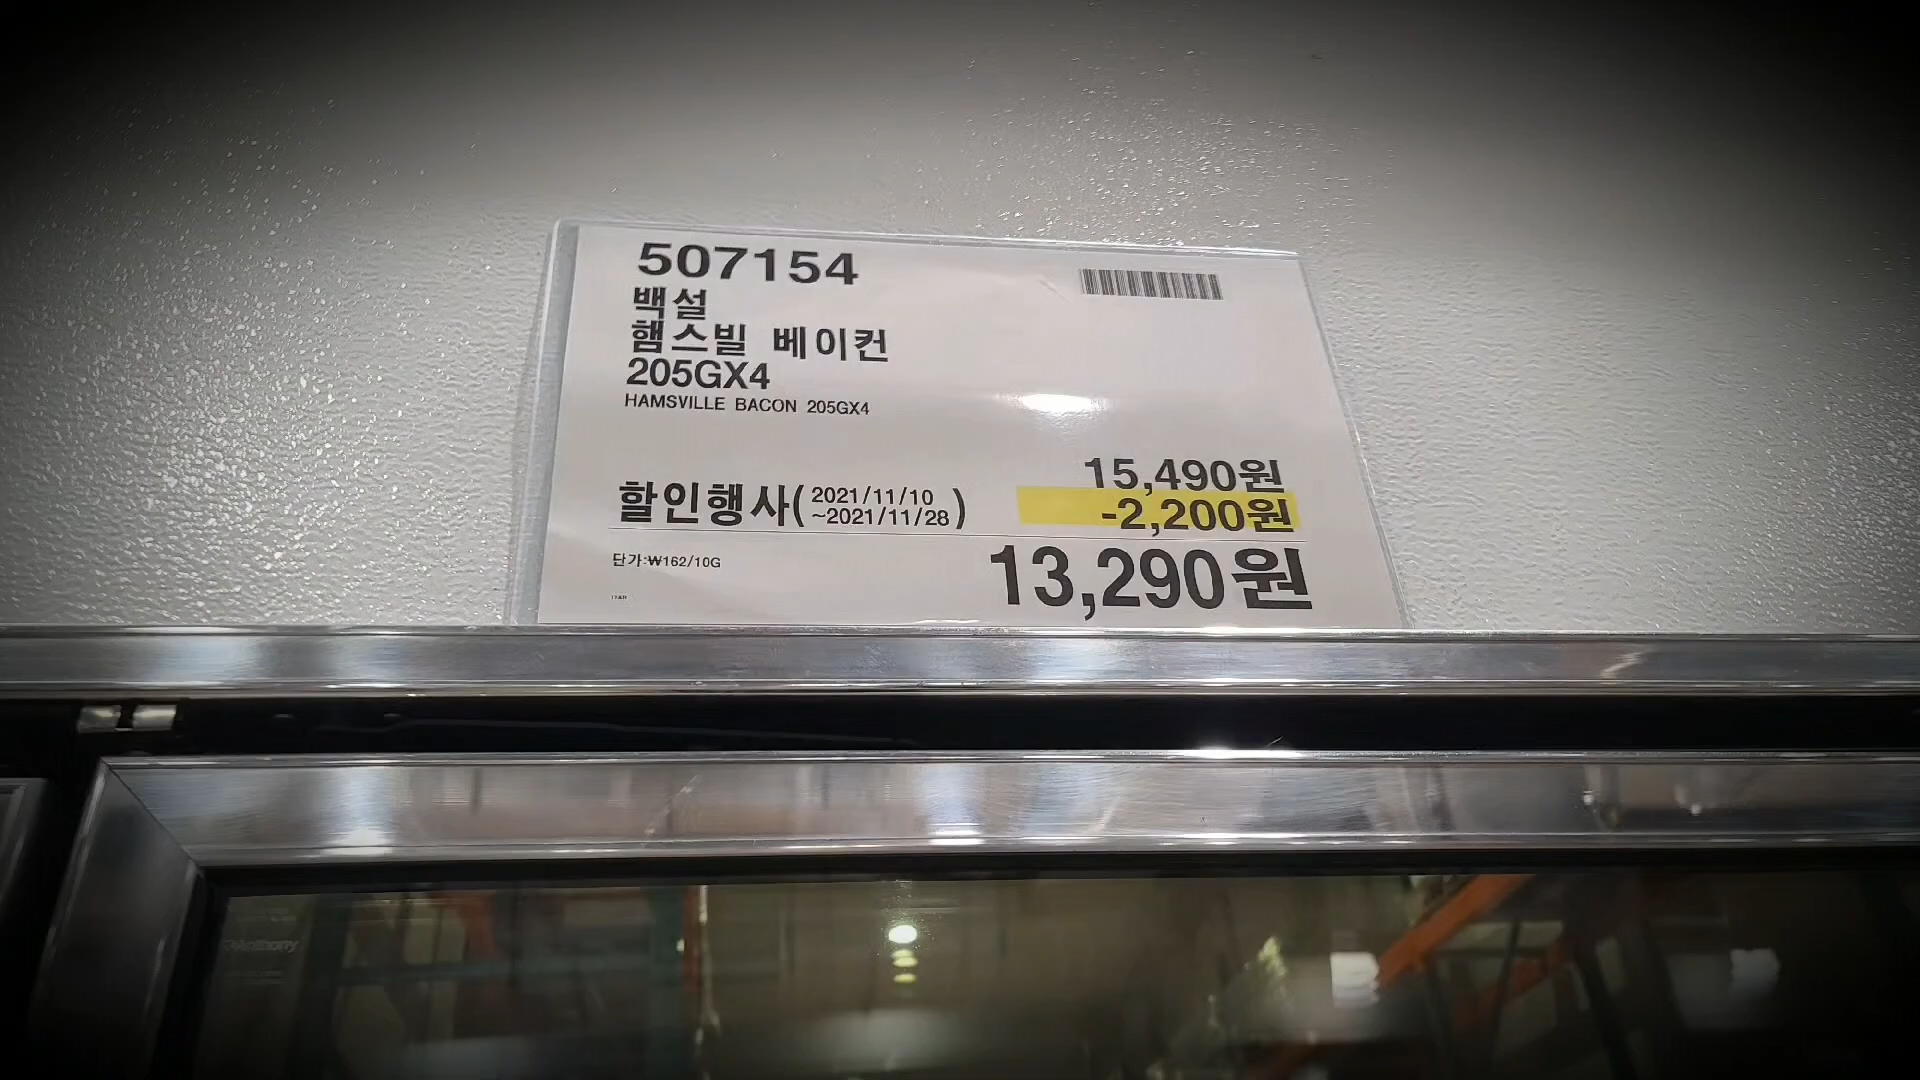 507154
백설
햄스빌 베이컨
205GX4
HAMSVILLE BACON 205GX4
15,490원
할인행사(2021/11/10 ~2021/11/28)
-2,200원
단가:₩162/10G
13,290원
Anthony